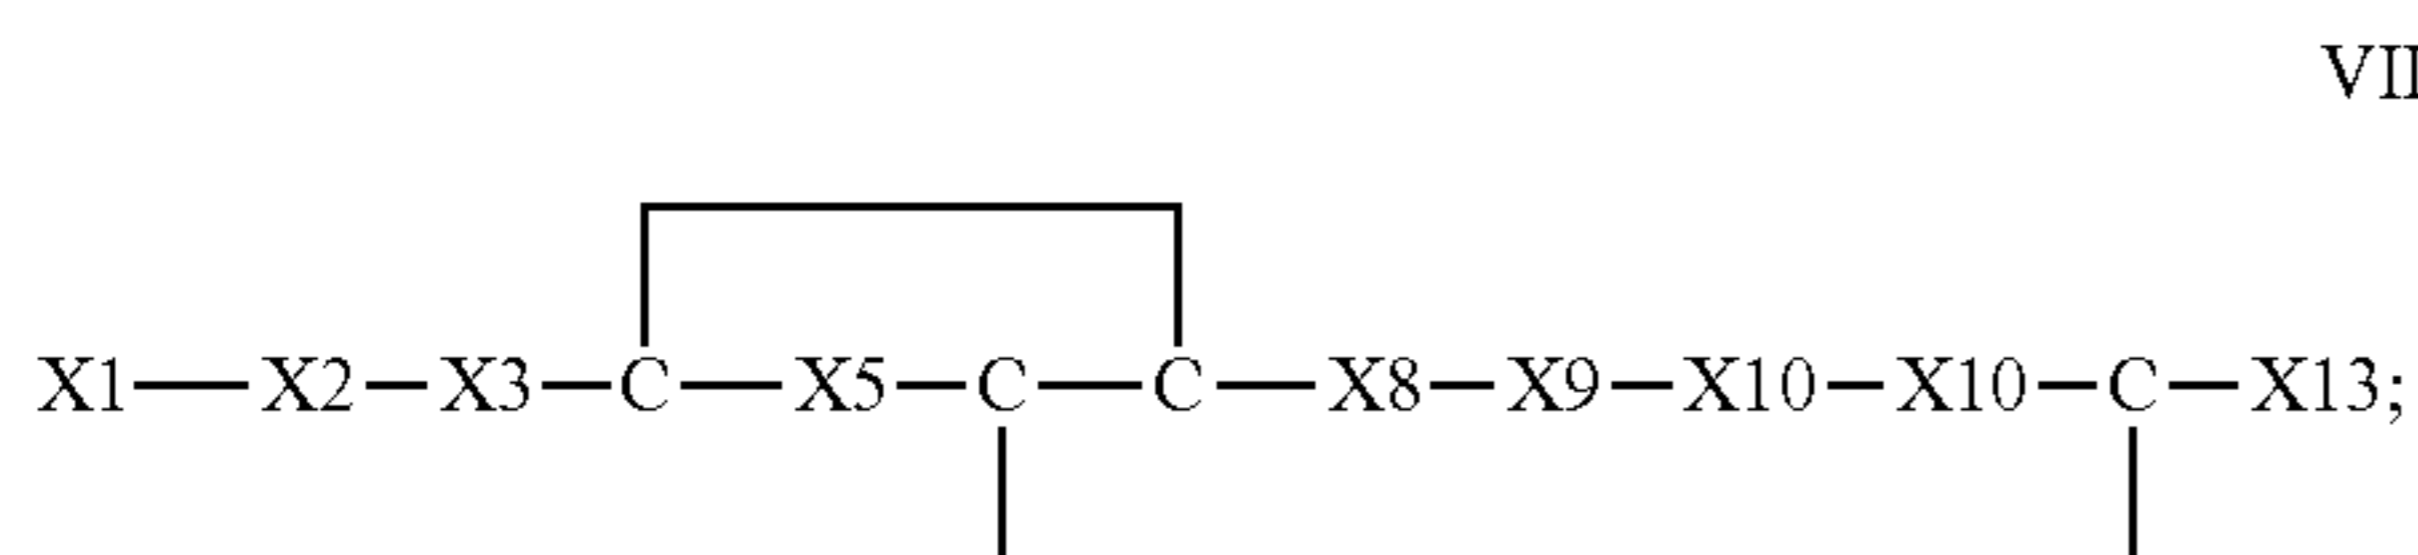 VII
X1—X2—X3—C—X5—C—C—X8—X9—X10—X10—C—X13;